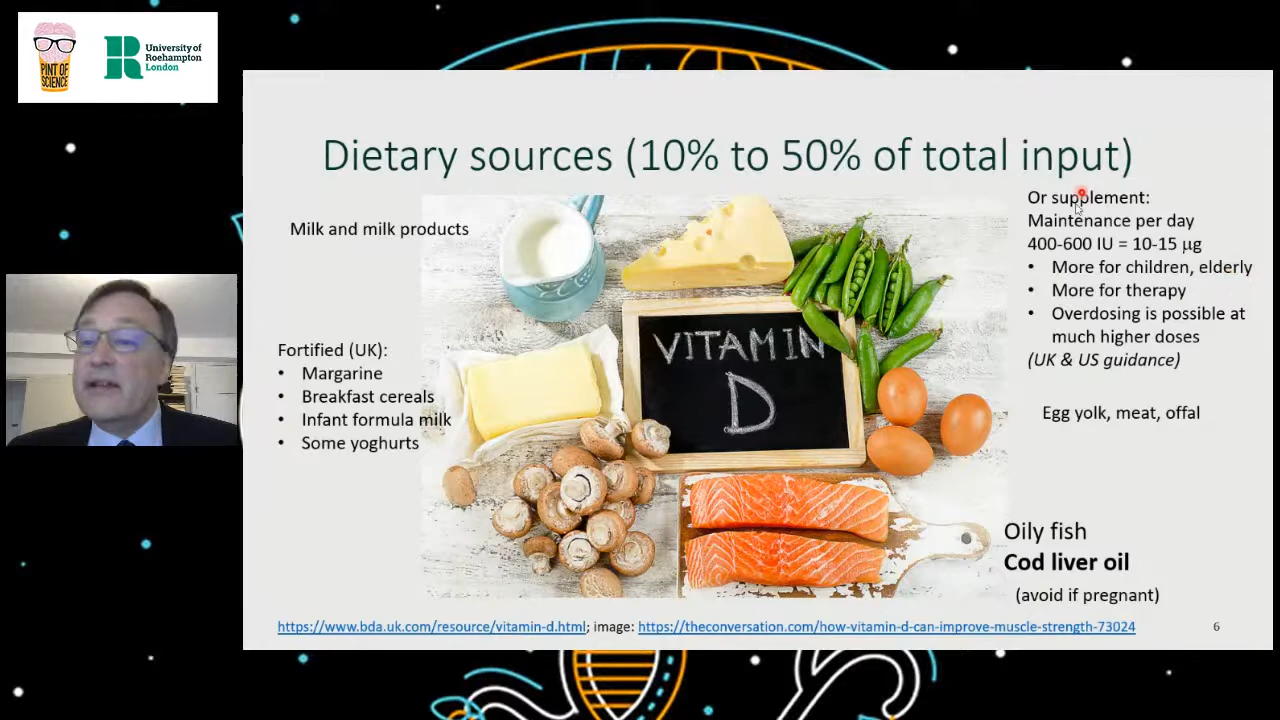 PINT OF
SCIENCE
University of
Roehampton
London
Dietary sources (10% to 50% of total input)
Milk and milk products
Fortified (UK):
• Margarine
• Breakfast cereals
• Infant formula milk
• Some yoghurts
VITAMIN
D
Or supplement:
Maintenance per day
400-600 IU = 10-15 µg
• More for children, elderly
• More for therapy
• Overdosing is possible at
much higher doses
(UK & US guidance)
Egg yolk, meat, offal
Oily fish
Cod liver oil
(avoid if pregnant)
https://www.bda.uk.com/resource/vitamin-d.html; image: https://theconversation.com/how-vitamin-d-can-improve-muscle-strength-73024
6